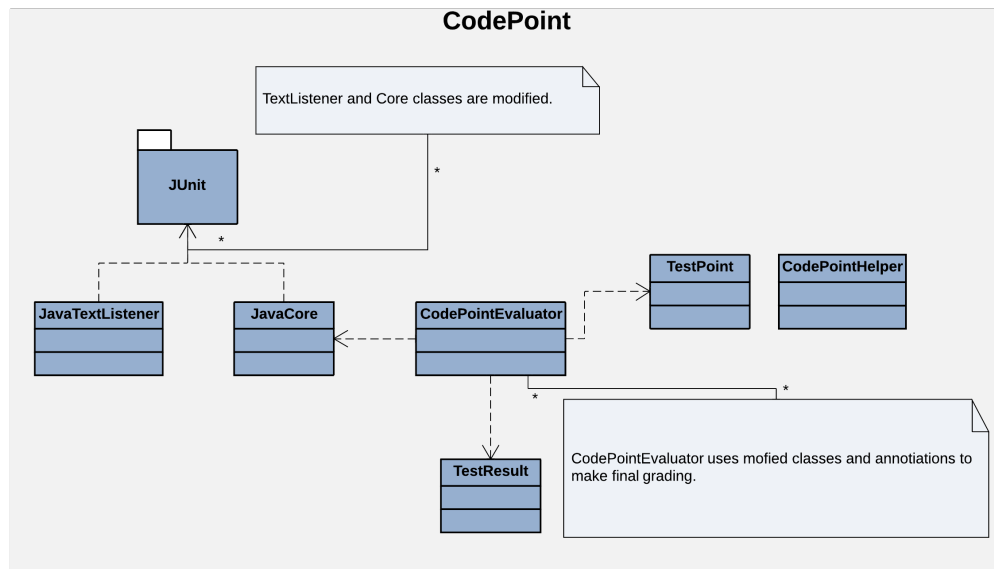 CodePoint
TextListener and Core classes are modified.
*
JUnit
*
TestPoint
CodePointHelper
JavaTextListener
JavaCore
CodePointEvaluator
*
*
CodePointEvaluator uses mofied classes and annotiations to
make final grading.
TestResult